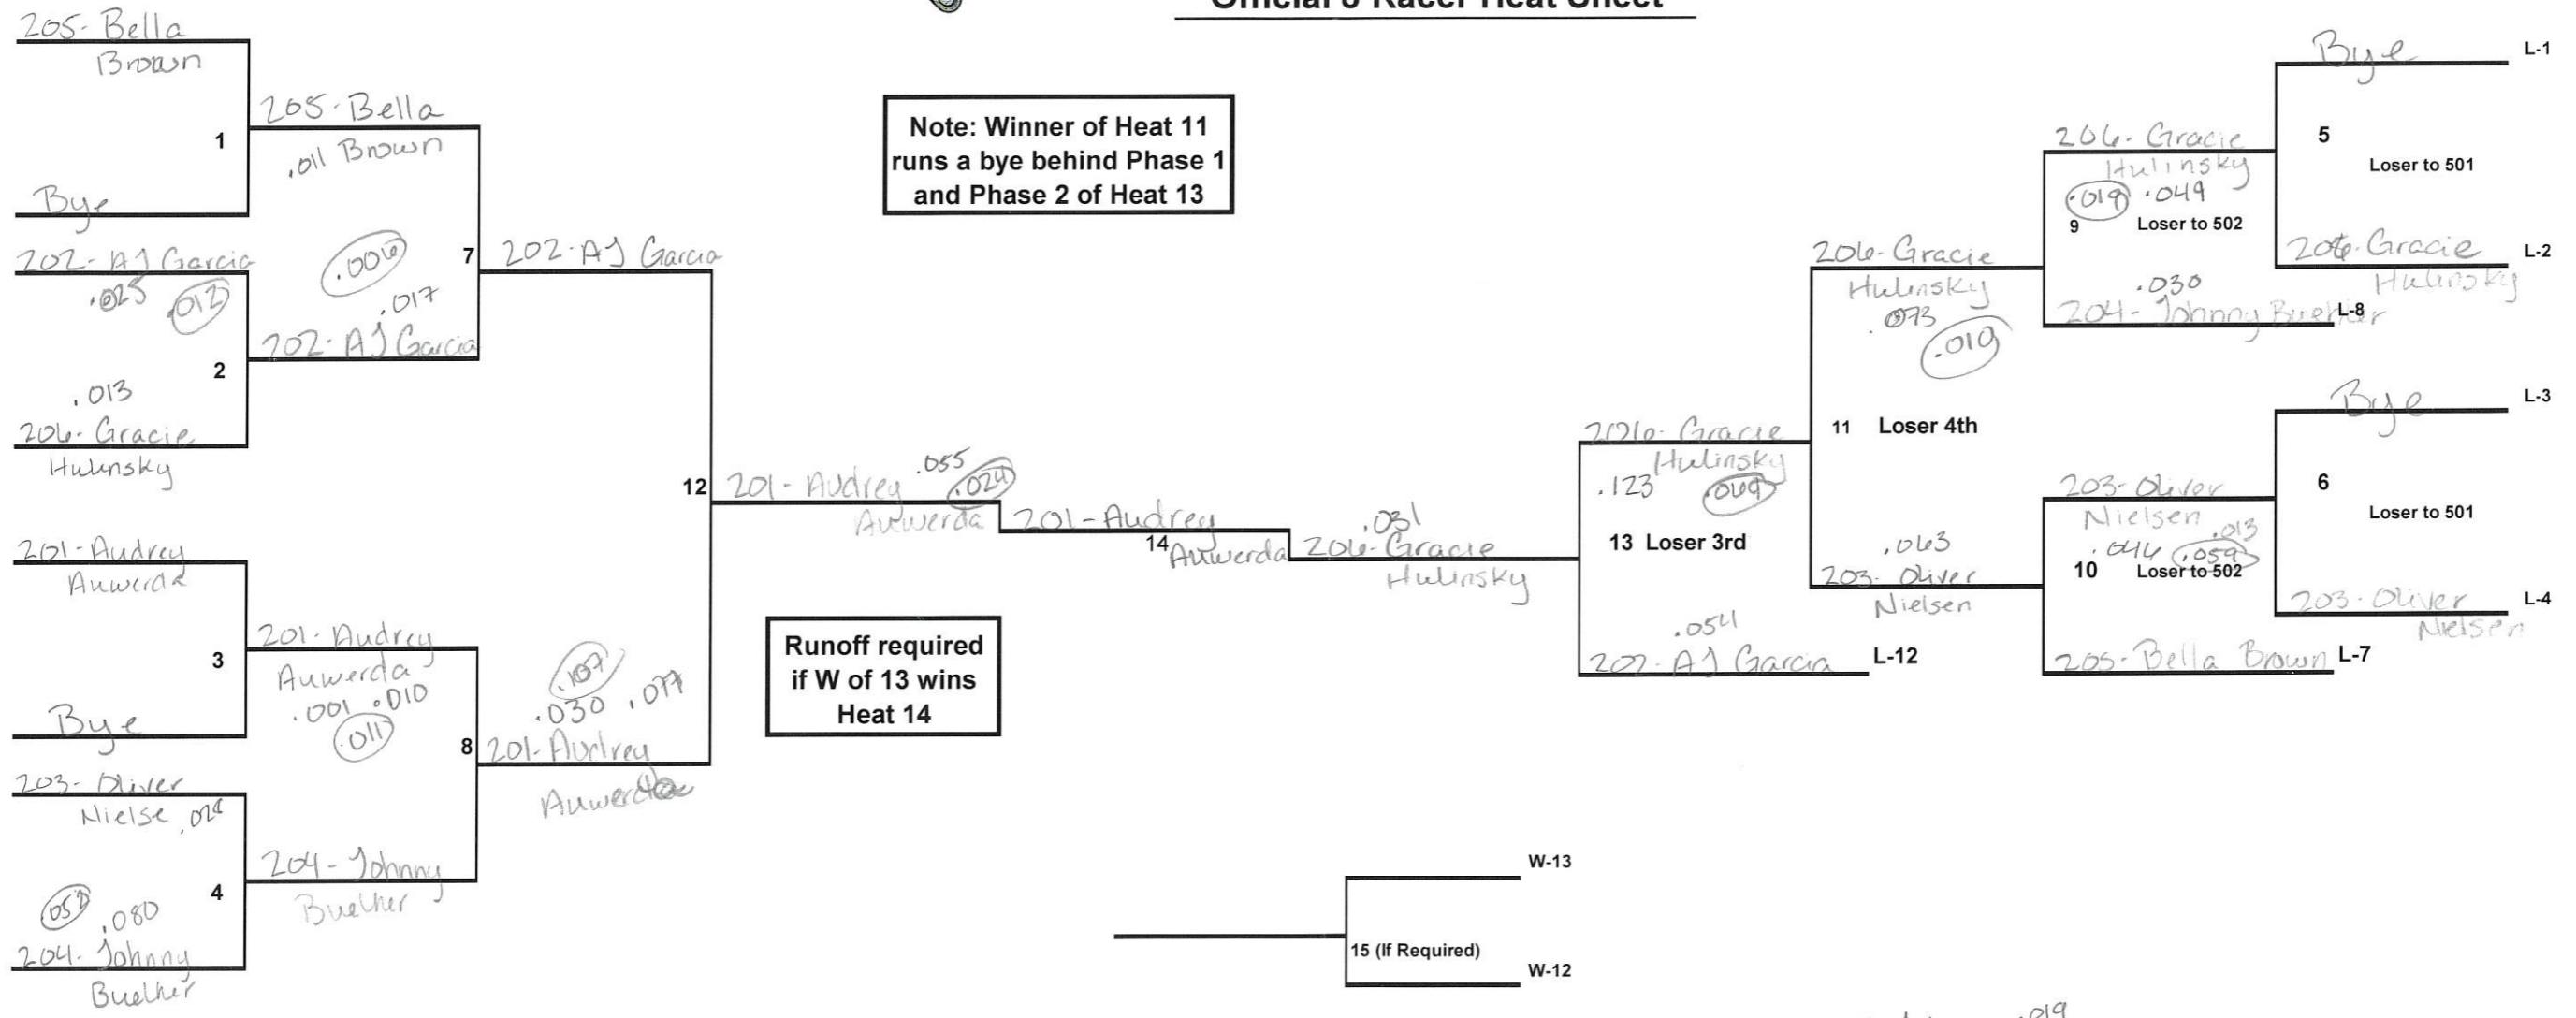 Official 8 Racer Heat Sheet
205- Bella
Brown
1
Bye
205- Bella
.011 Brown
202- AJ Garcia
.025 .012
2
.013
206- Gracie
Hulinsky
.006
.017
7
202- AJ Garcia
202- AJ Garcia
201- Audrey
Auwerda
3
Bye
201- Audrey
Auwerda
.001 .010
.011
203- Oliver
Nielse
4
.080
204- Johnny
Buelher
204- Johnny
Buelher
8
.107
.030 .077
201- Audrey
Auwerda
12
201- Audrey
Auwerda
.055
.024
Note: Winner of Heat 11
runs a bye behind Phase 1
and Phase 2 of Heat 13
Runoff required
if W of 13 wins
Heat 14
201- Audrey
14
Auwerda
.031
206- Gracie
Hulinsky
206- Gracie
Hulinsky
.123 .069
13 Loser 3rd
.054
202- AJ Garcia
L-12
206- Gracie
Hulinsky
.073
.010
11 Loser 4th
.063
203- Oliver
Nielsen
206- Gracie
Hulinsky
.019 .049
9 Loser to 502
.030
204- Johnny Buelher
L-8
Bye
L-1
5
Loser to 501
206- Gracie
Hulinsky
L-2
Bye
L-3
203- Oliver
Nielsen
.013
.046 .059
10 Loser to 502
6
Loser to 501
203- Oliver
Nielsen
L-4
205- Bella Brown
L-7
W-13
15 (If Required)
W-12
.019